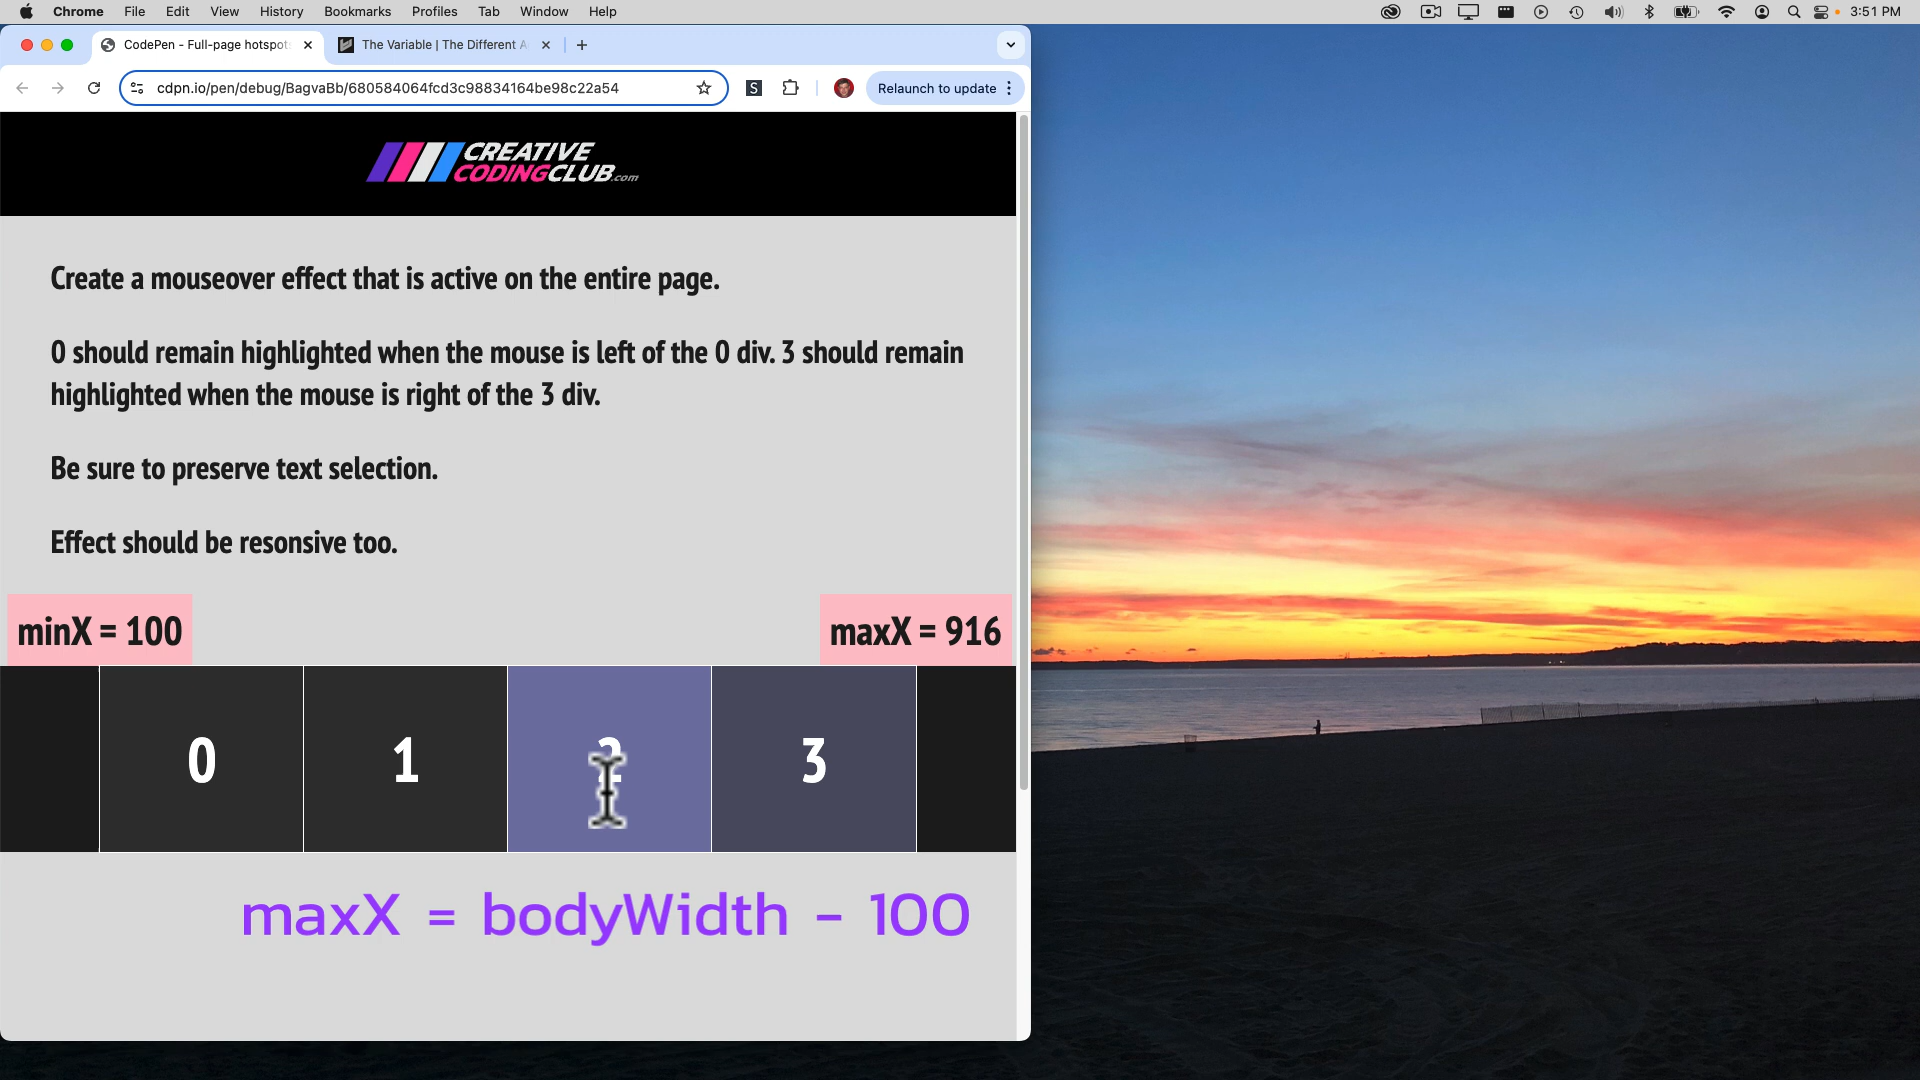 Chrome File Edit View History Bookmarks Profiles Tab Window Help 3:51 PM
CodePen - Full-page hotspots The Variable | The Different A
cdpn.io/pen/debug/BagvaBb/680584064fcd3c98834164be98c22a54 S Relaunch to update
CREATIVE
CODINGCLUB.com
Create a mouseover effect that is active on the entire page.
0 should remain highlighted when the mouse is left of the 0 div. 3 should remain
highlighted when the mouse is right of the 3 div.
Be sure to preserve text selection.
Effect should be resonsive too.
minX = 100 maxX = 916
0 1 2 3
maxX = bodyWidth - 100